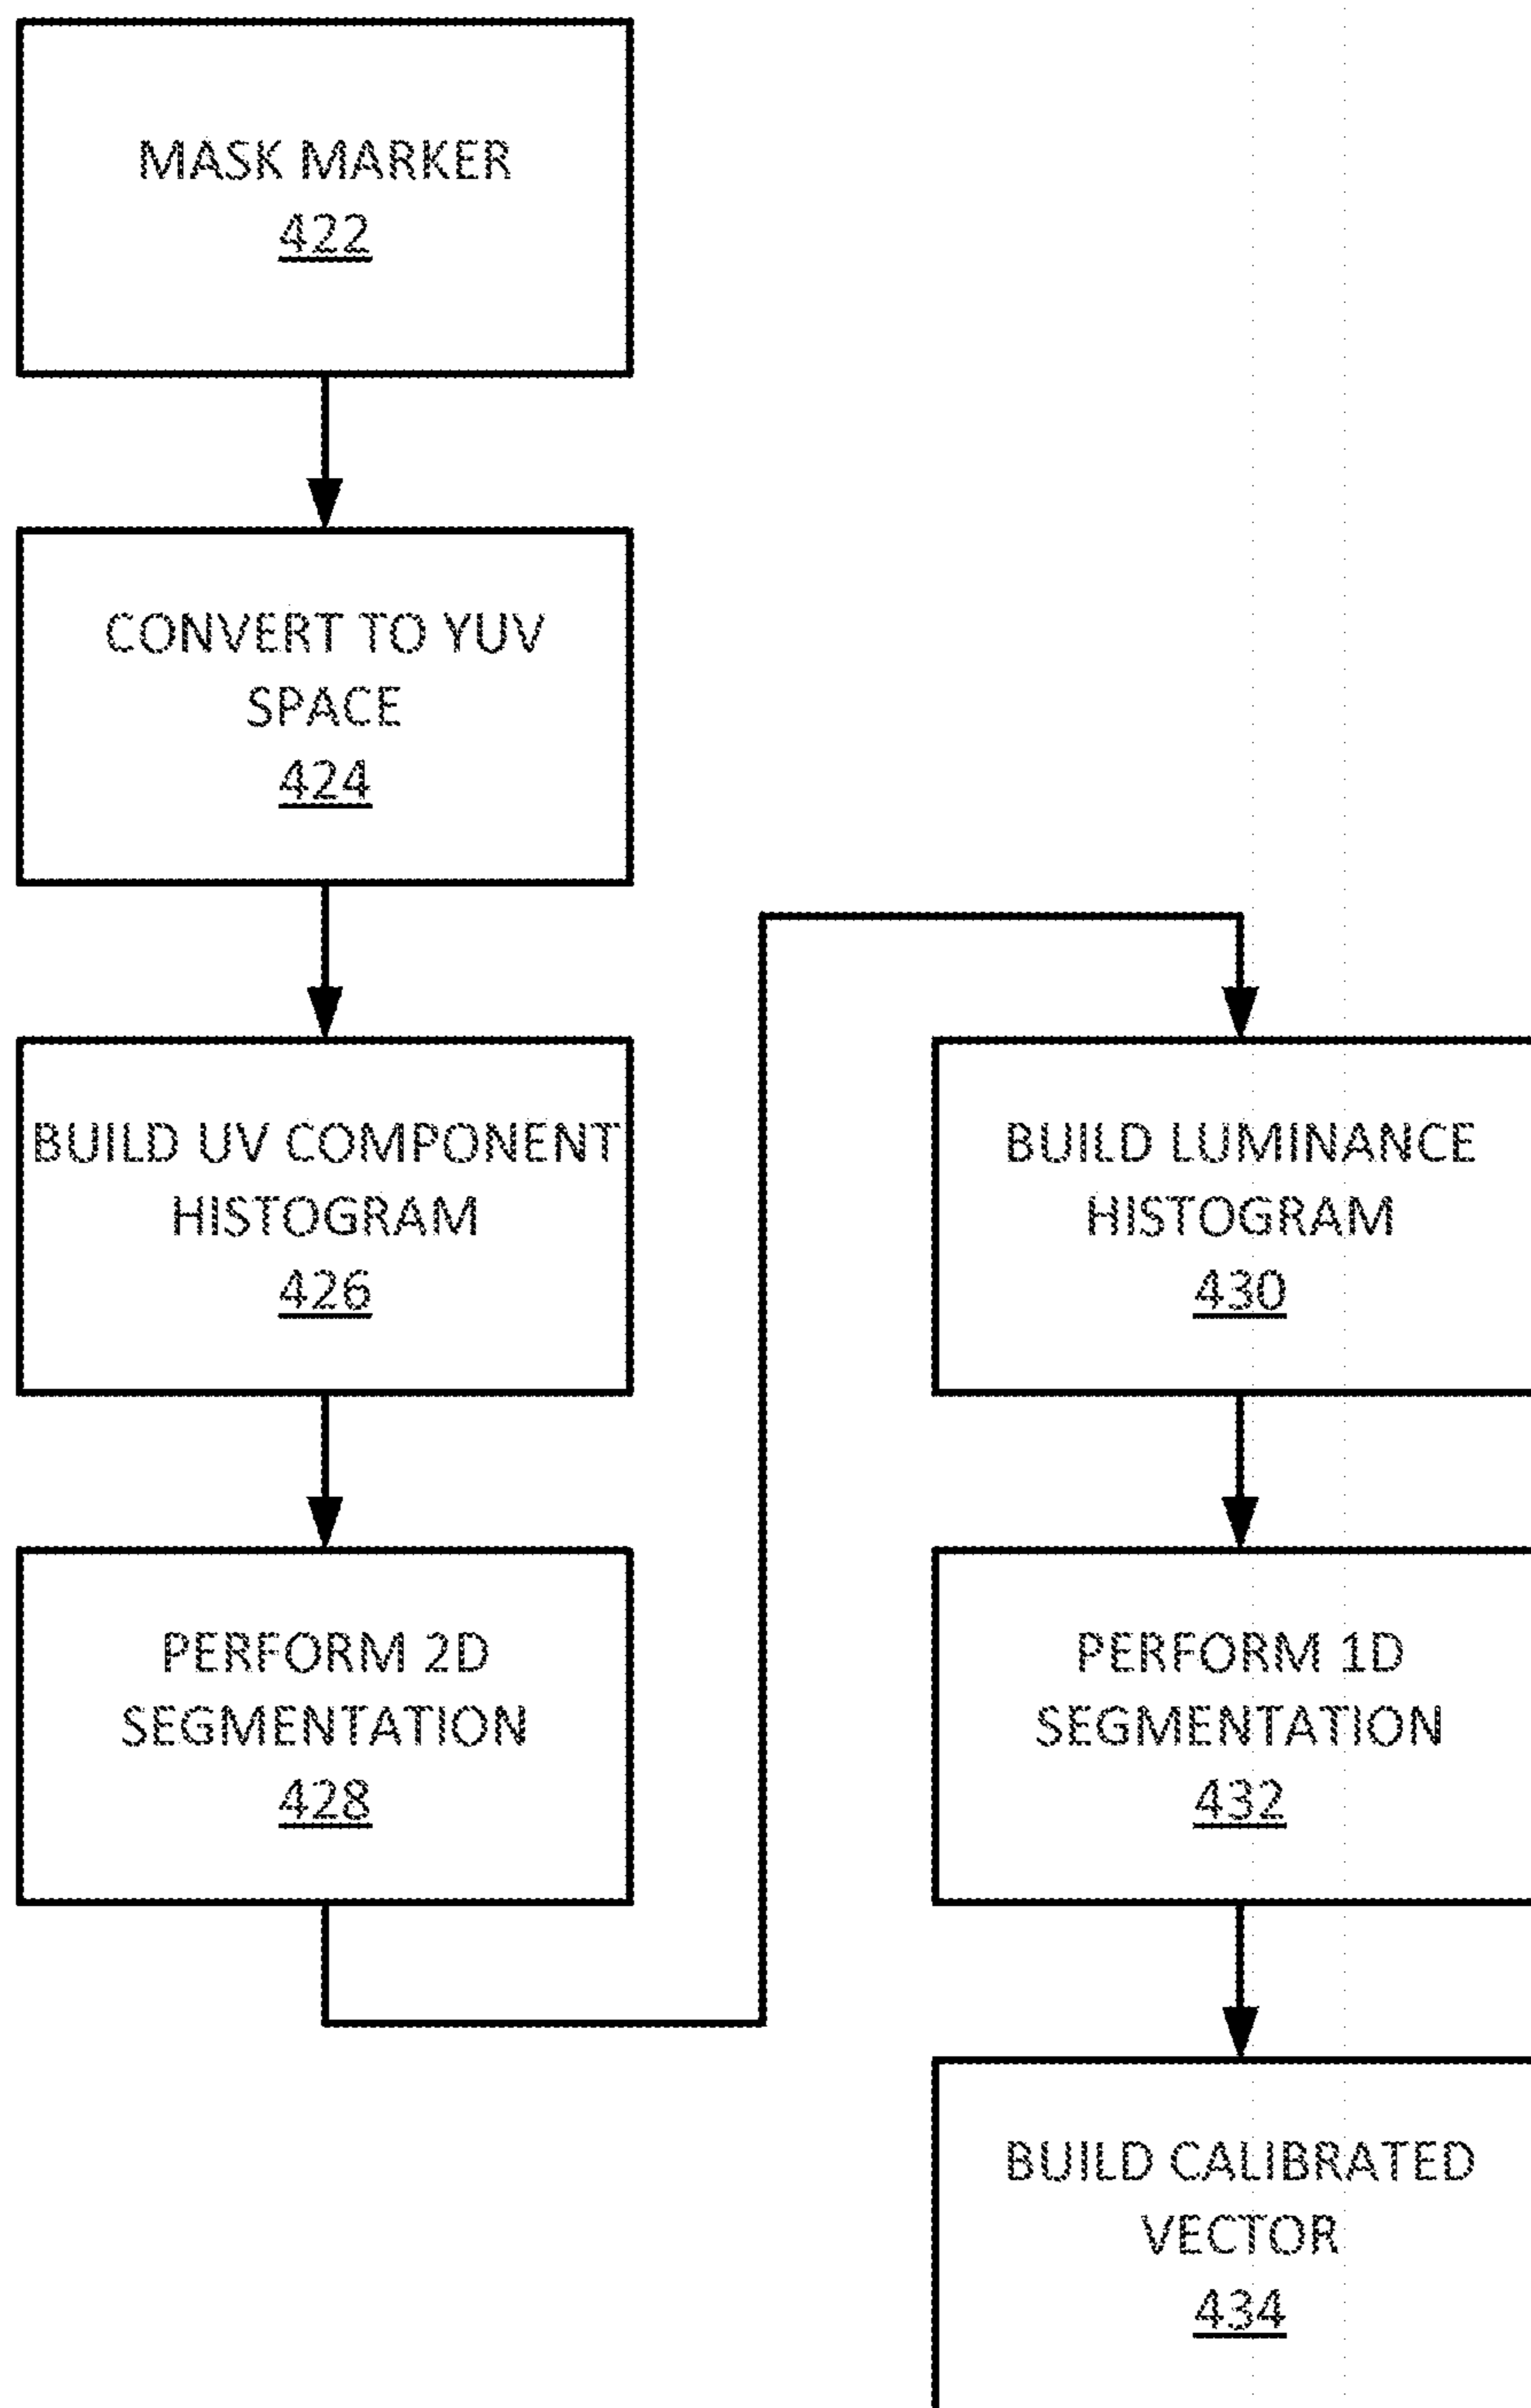 MASK MARKER
422
CONVERT TO YUV
SPACE
424
BUILD UV COMPONENT
HISTOGRAM
426
PERFORM 2D
SEGMENTATION
428
BUILD LUMINANCE
HISTOGRAM
430
PERFORM 1D
SEGMENTATION
432
BUILD CALIBRATED
VECTOR
434